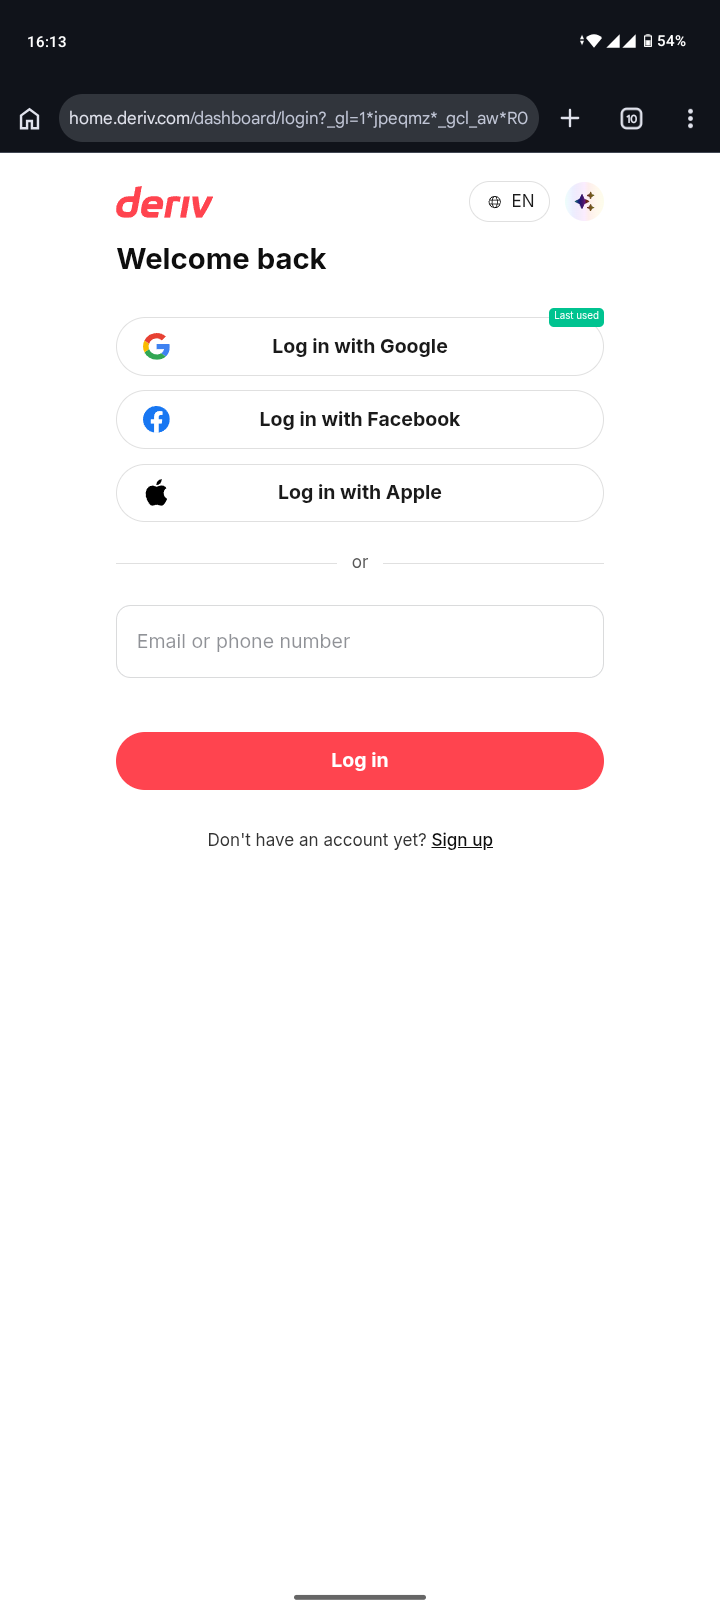 16:13
54%
home.deriv.com/dashboard/login?_gl=1*jpeqmz*_gcl_aw*R0
10
deriv
EN
Welcome back
Last used
Log in with Google
Log in with Facebook
Log in with Apple
or
Email or phone number
Log in
Don't have an account yet? Sign up